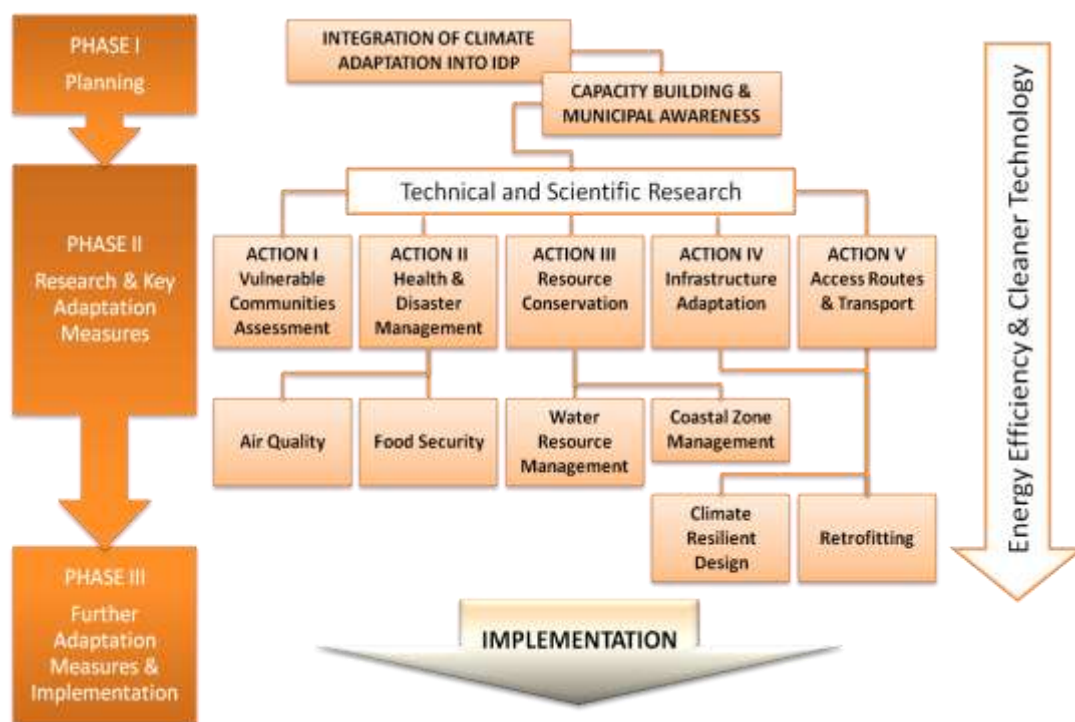 PHASE I
Planning
INTEGRATION OF CLIMATE
ADAPTATION INTO IDP
CAPACITY BUILDING &
MUNICIPAL AWARENESS
PHASE II
Research & Key
Adaptation
Measures
Technical and Scientific Research
ACTION I
Vulnerable
Communities
Assessment
ACTION II
Health &
Disaster
Management
ACTION III
Resource
Conservation
ACTION IV
Infrastructure
Adaptation
ACTION V
Access Routes
& Transport
Air Quality
Food Security
Water
Resource
Management
Coastal Zone
Management
Climate
Resilient
Design
Retrofitting
PHASE III
Further
Adaptation
Measures &
Implementation
IMPLEMENTATION
Energy Efficiency & Cleaner Technology